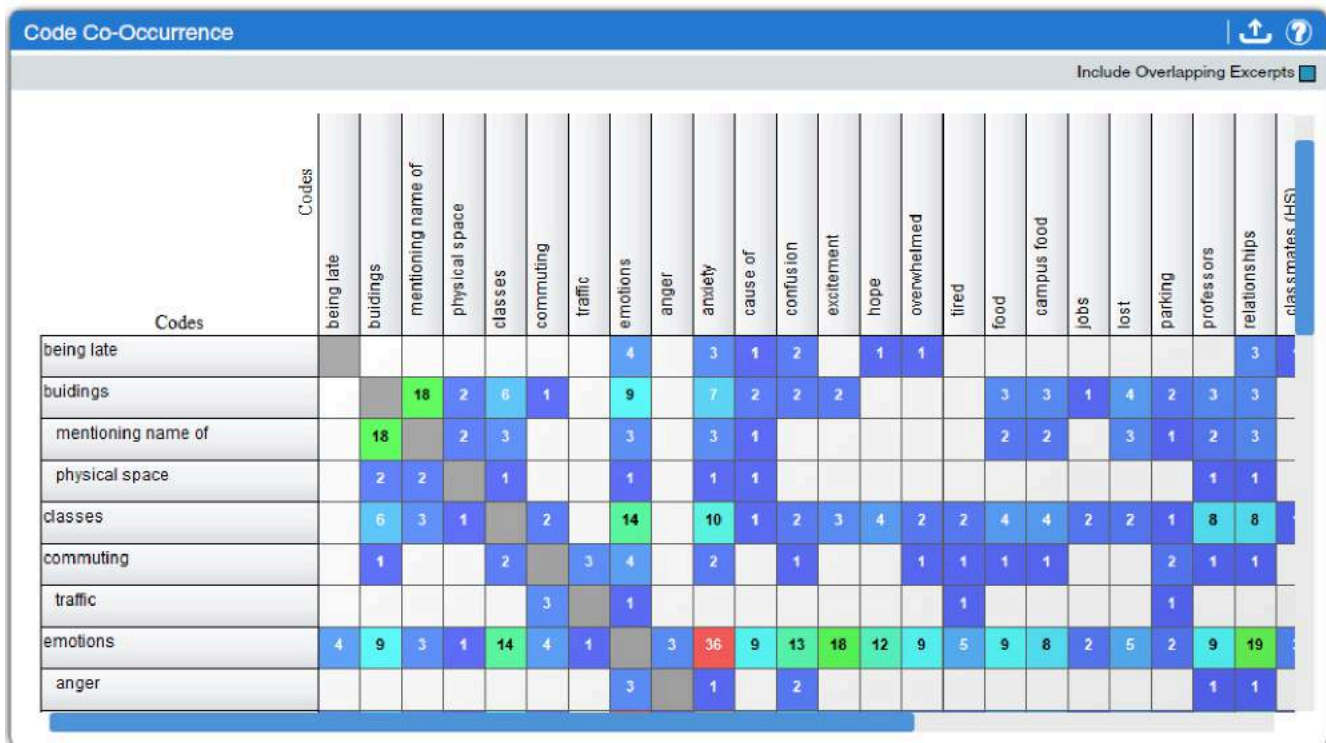 Code Co-Occurrence
Include Overlapping Excerpts
Codes
being late
buidings
mentioning name of
physical space
classes
commuting
traffic
emotions
anger
anxiety
cause of
confusion
excitement
hope
overwhelmed
tired
food
campus food
jobs
lost
parking
professors
relationships
classmates (HS)
Codes
being late 4 3 1 2 1 1 3
buidings 18 2 6 1 9 7 2 2 2 3 3 1 4 2 3 3
mentioning name of 18 2 3 3 3 1 2 2 3 1 2 3
physical space 2 2 1 1 1 1 1 1
classes 6 3 1 2 14 10 1 2 3 4 2 2 4 4 2 2 1 8 8
commuting 1 2 3 4 2 1 1 1 1 1 2 1 1
traffic 3 1 1 1
emotions 4 9 3 1 14 4 1 3 36 9 13 18 12 9 5 9 8 2 5 2 9 19
anger 3 1 2 1 1